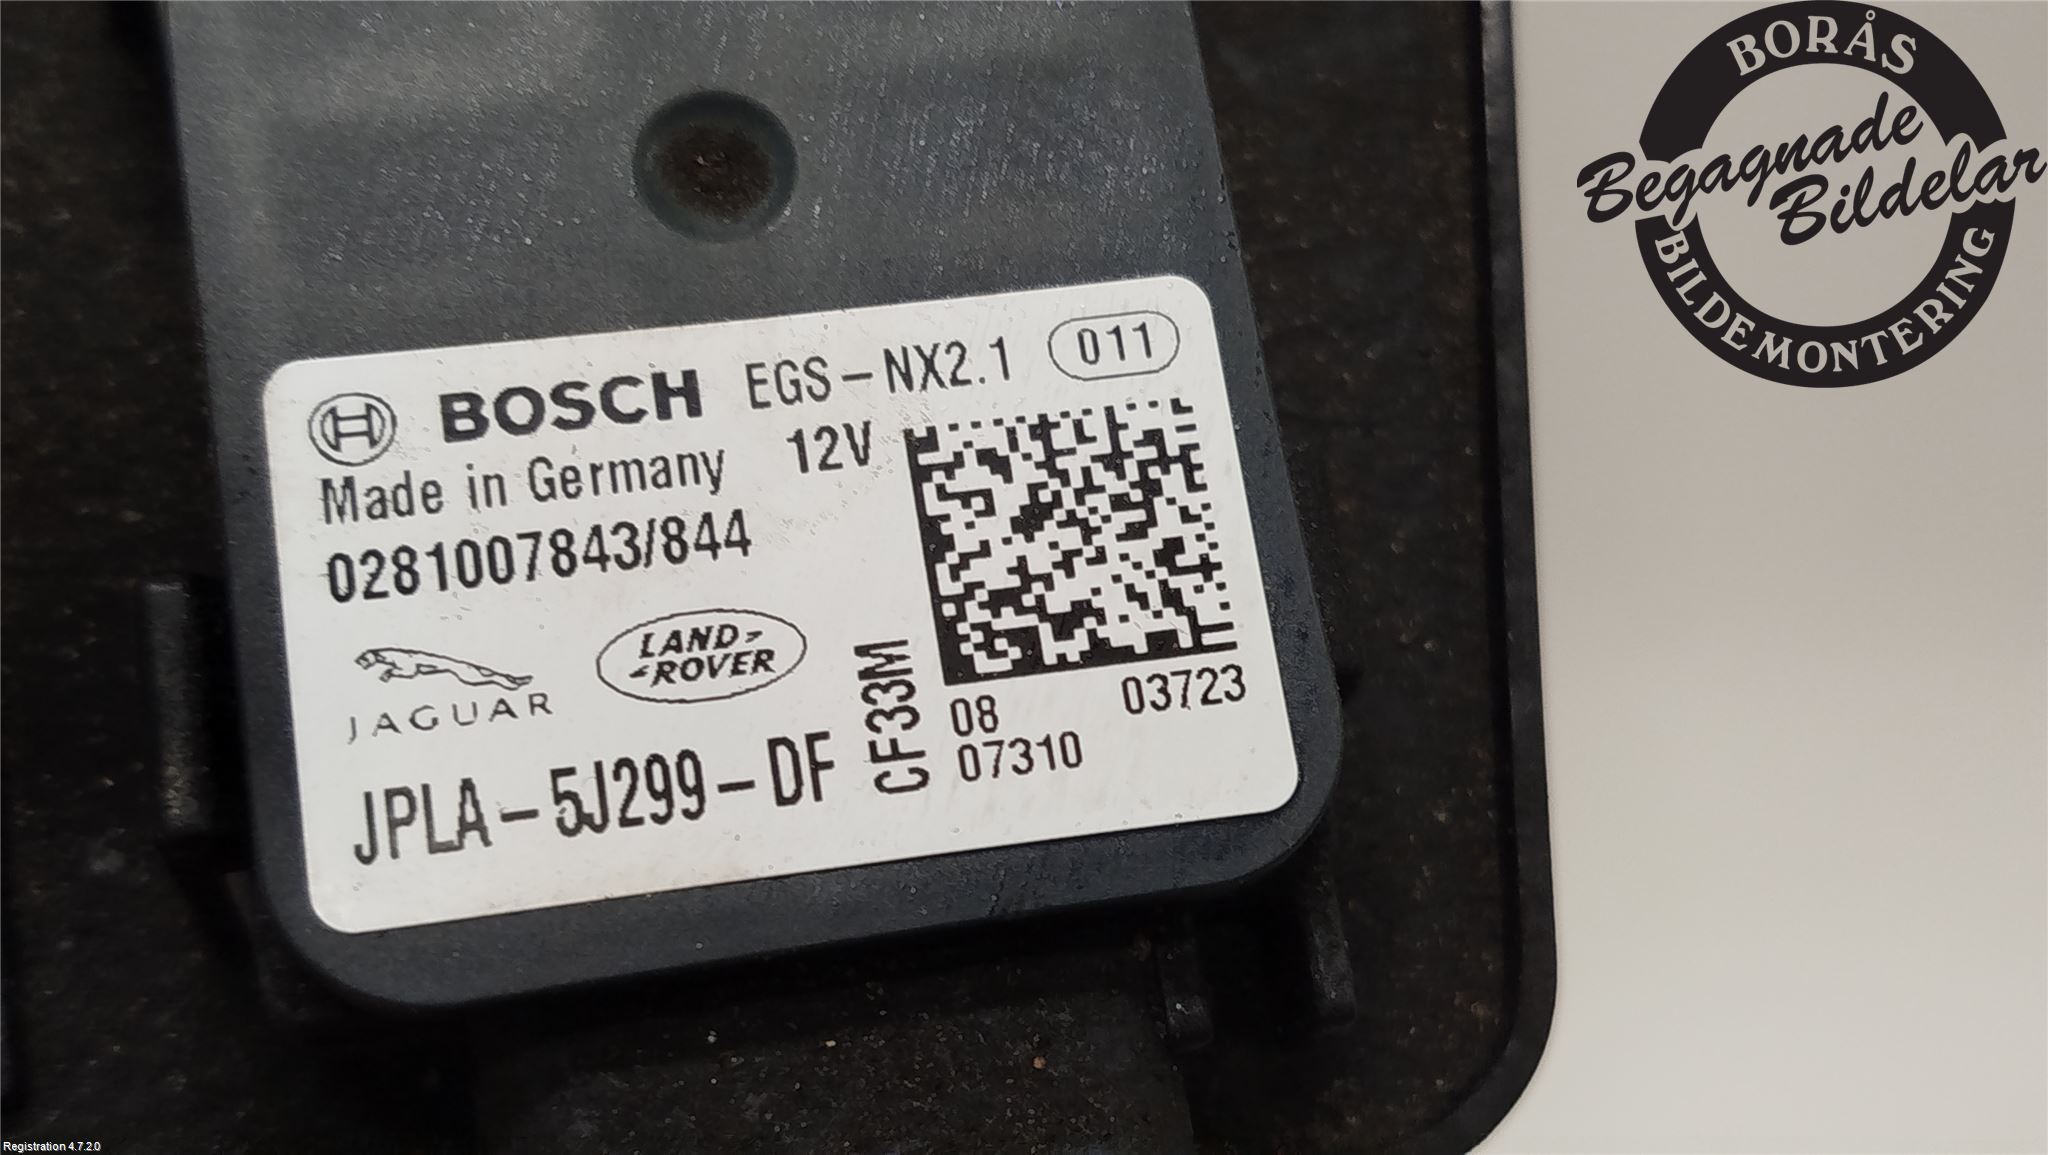 BOSCH EGS-NX2.1 011
Made in Germany 12V
0281007843/844
JAGUAR
LAND-
-ROVER
CF33M
08 03723
07310
JPLA-5J299-DF
BORÅS
Begagnade
Bildelar
BILDEMONTERING
Registration 4.7.2.0